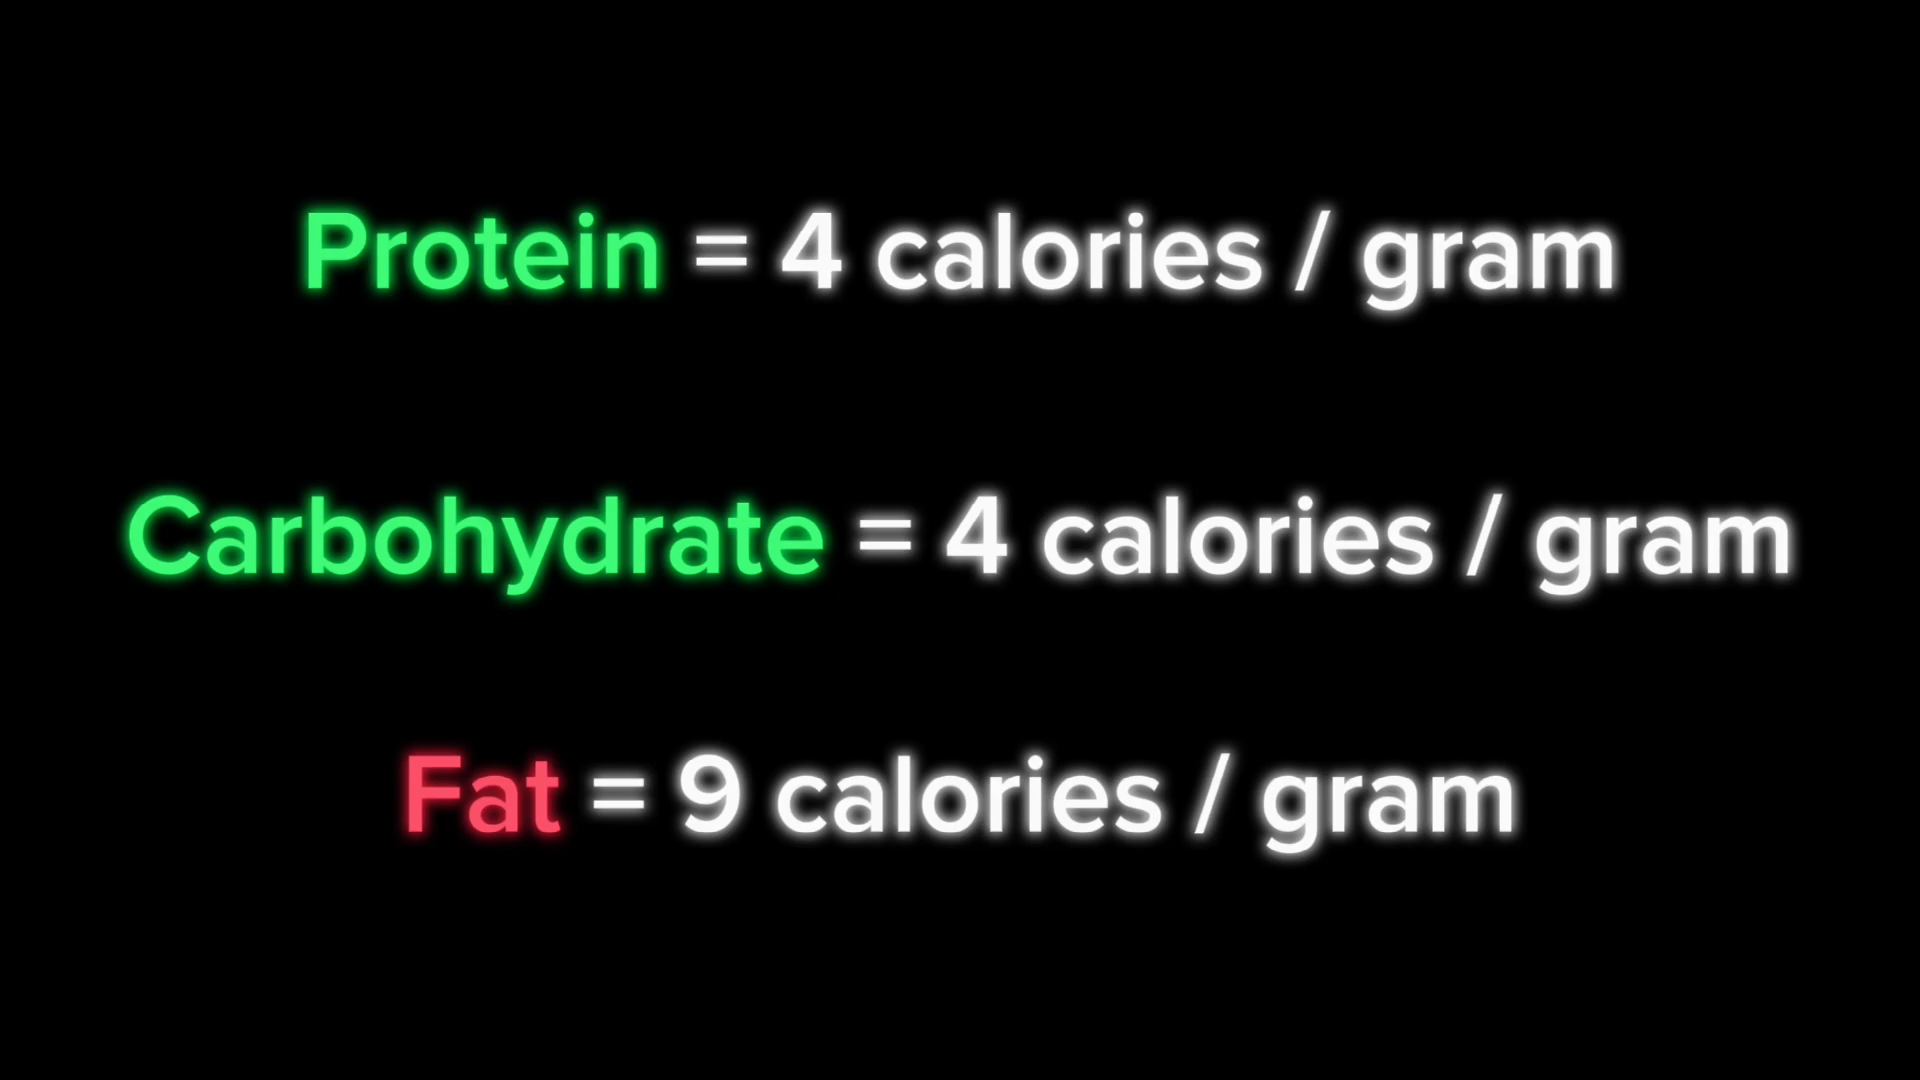 Protein = 4 calories / gram
Carbohydrate = 4 calories / gram
Fat = 9 calories / gram